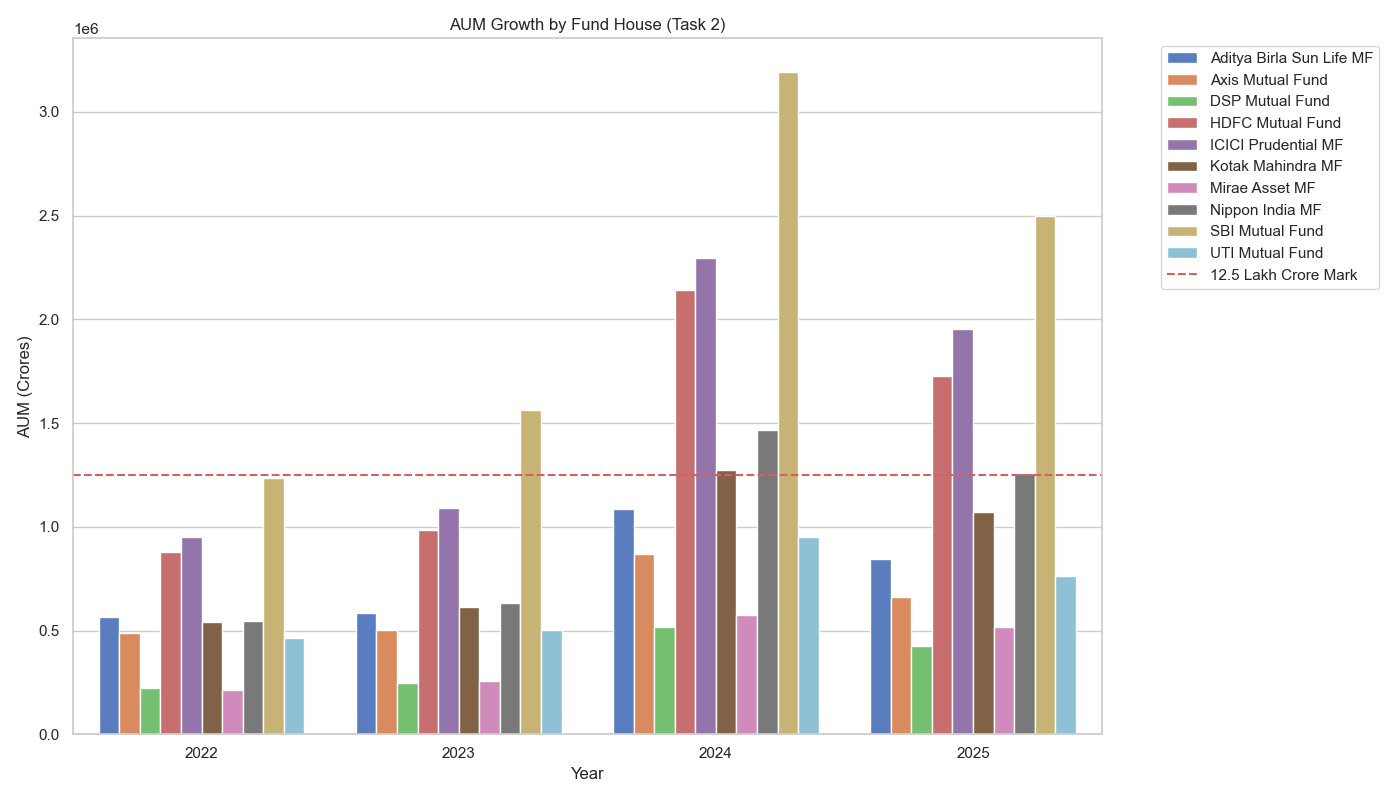 AUM Growth by Fund House (Task 2)
1e6
3.0
2.5
2.0
1.5
1.0
0.5
0.0
AUM (Crores)
2022
2023
2024
2025
Year
Aditya Birla Sun Life MF
Axis Mutual Fund
DSP Mutual Fund
HDFC Mutual Fund
ICICI Prudential MF
Kotak Mahindra MF
Mirae Asset MF
Nippon India MF
SBI Mutual Fund
UTI Mutual Fund
12.5 Lakh Crore Mark